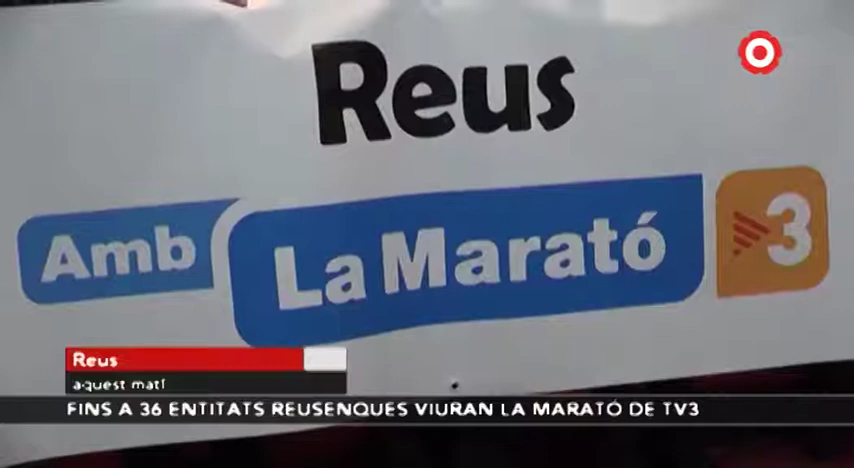 Reus
Amb La Marató 3
Reus
aquest matí
FINS A 36 ENTITATS REUSENQUES VIURAN LA MARATÓ DE TV3